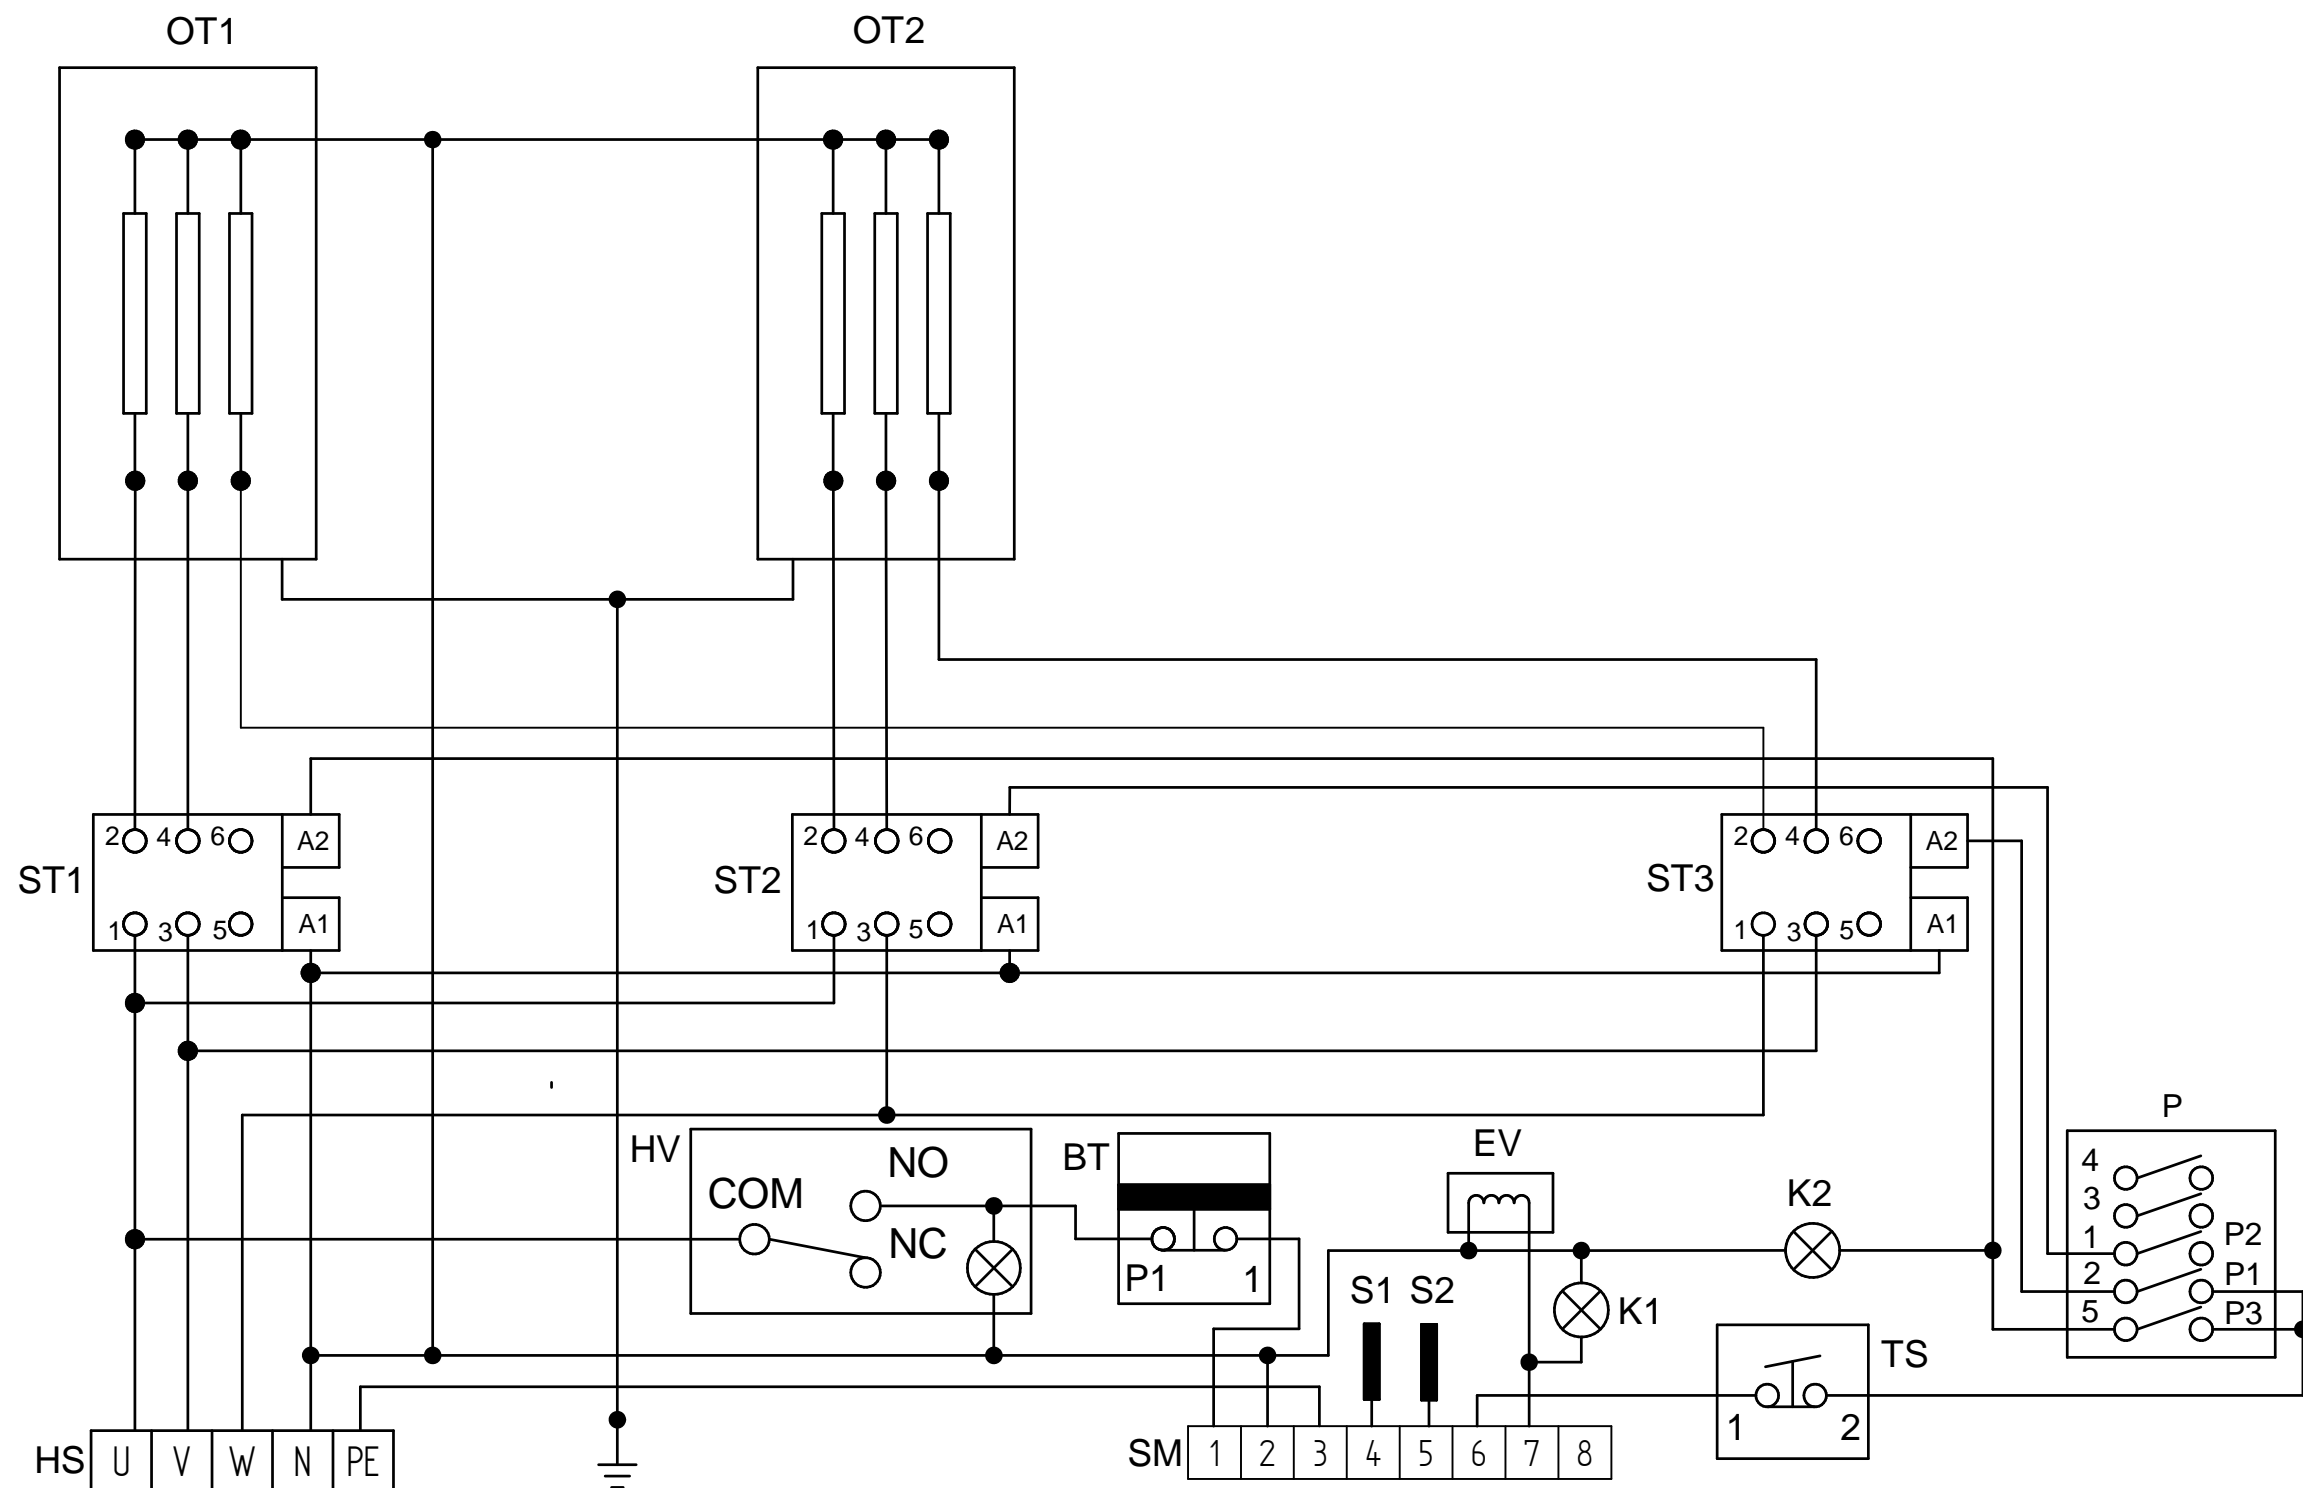 OT1 OT2
2 4 6 A2 2 4 6 A2 2 4 6 A2
ST1 ST2 ST3
1 3 5 A1 1 3 5 A1 1 3 5 A1
P
HV NO BT EV
COM K2 4
3
NC 1 P2
P1 1 S1 S2 K1 2 P1
5 P3
TS
1 2
HS U V W N PE SM 1 2 3 4 5 6 7 8